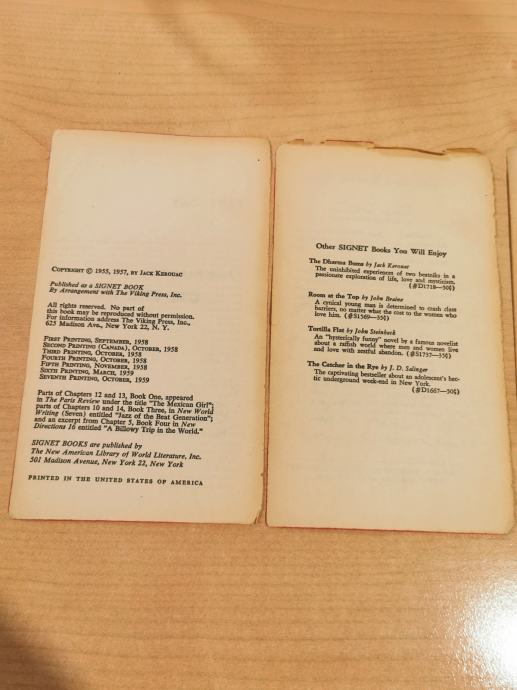 COPYRIGHT © 1955, 1957, BY JACK KEROUAC
Published as a SIGNET BOOK
By Arrangement with The Viking Press, Inc.
All rights reserved. No part of
this book may be reproduced without permission.
For information address The Viking Press, Inc.,
625 Madison Ave., New York 22, N. Y.
FIRST PRINTING, SEPTEMBER, 1958
SECOND PRINTING (CANADA), OCTOBER, 1958
THIRD PRINTING, OCTOBER, 1958
FOURTH PRINTING, OCTOBER, 1958
FIFTH PRINTING, NOVEMBER, 1958
SIXTH PRINTING, MARCH, 1959
SEVENTH PRINTING, OCTOBER, 1959
Parts of Chapters 12 and 13, Book One, appeared
in The Paris Review under the title "The Mexican Girl";
parts of Chapters 10 and 14, Book Three, in New World
Writing (Seven) entitled "Jazz of the Beat Generation";
and an excerpt from Chapter 5, Book Four in New
Directions 16 entitled "A Billowy Trip in the World."
SIGNET BOOKS are published by
The New American Library of World Literature, Inc.
501 Madison Avenue, New York 22, New York
PRINTED IN THE UNITED STATES OF AMERICA
Other SIGNET Books You Will Enjoy
The Dharma Bums by Jack Kerouac
The uninhibited experiences of two beatniks in a
passionate exploration of life, love and mysticism.
(#D1718—50¢)
Room at the Top by John Braine
A cynical young man is determined to crash class
barriers, no matter what the cost to the women who
love him. (#S1569—35¢)
Tortilla Flat by John Steinbeck
An "hysterically funny" novel by a famous novelist
about a raffish world where men and women live
and love with zestful abandon. (#S1757—35¢)
The Catcher in the Rye by J. D. Salinger
The captivating bestseller about an adolescent's hec-
tic underground week-end in New York.
(#D1667—50¢)